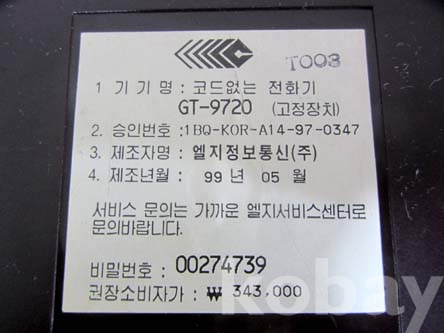 T003
1 기 기 명 : 코드없는 전화기
GT-9720 (고정장치)
2. 승인번호 :1BQ-KOR-A14-97-0347
3. 제조자명 : 엘지정보통신(주)
4. 제조년월 : 99 년 05 월
서비스 문의는 가까운 엘지서비스센터로
문의바랍니다.
비밀번호 : 00274739
권장소비자가 : ₩ 343,000
Kobay